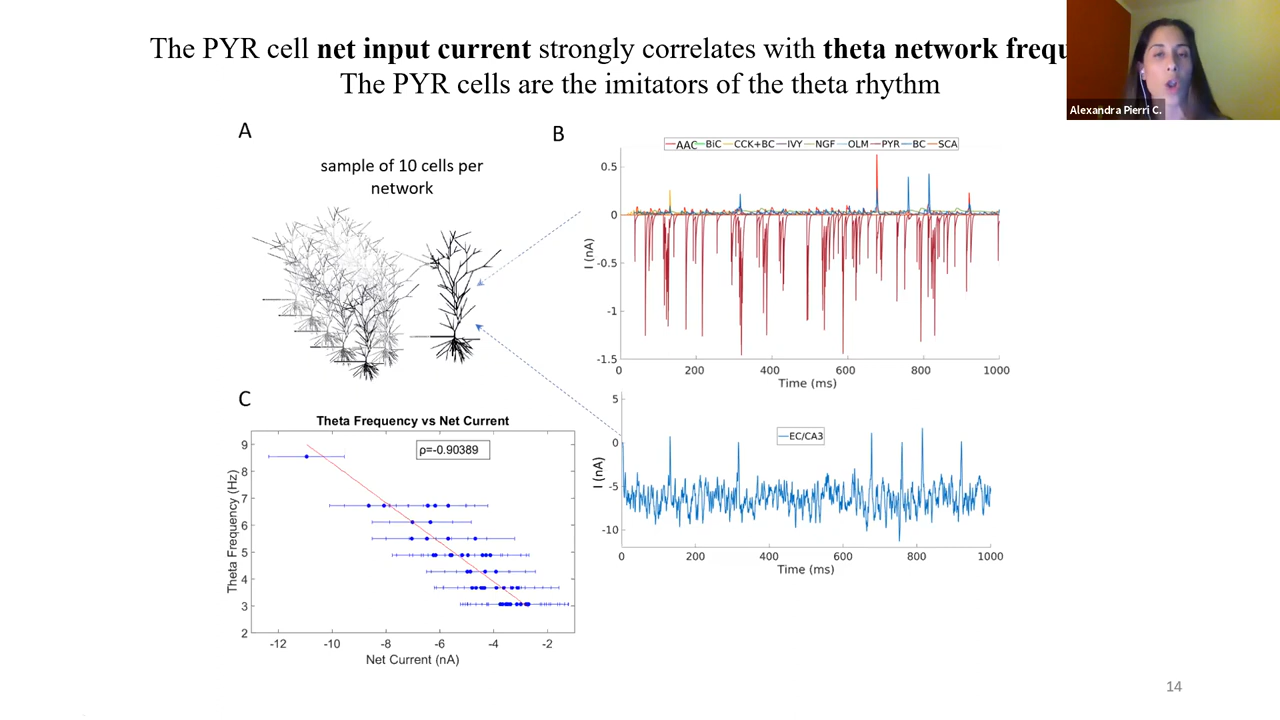 The PYR cell net input current strongly correlates with theta network frequ
The PYR cells are the imitators of the theta rhythm
Alexandra Pierri C.
A
sample of 10 cells per
network
B
AAC BiC CCK+BC IVY NGF OLM PYR BC SCA
0.5
0
-0.5
-1
-1.5
I (nA)
0 200 400 600 800 1000
Time (ms)
5
0
-5
-10
I (nA)
EC/CA3
0 200 400 600 800 1000
Time (ms)
C
Theta Frequency vs Net Current
ρ=-0.90389
9
8
7
6
5
4
3
2
Theta Frequency (Hz)
-12 -10 -8 -6 -4 -2
Net Current (nA)
14